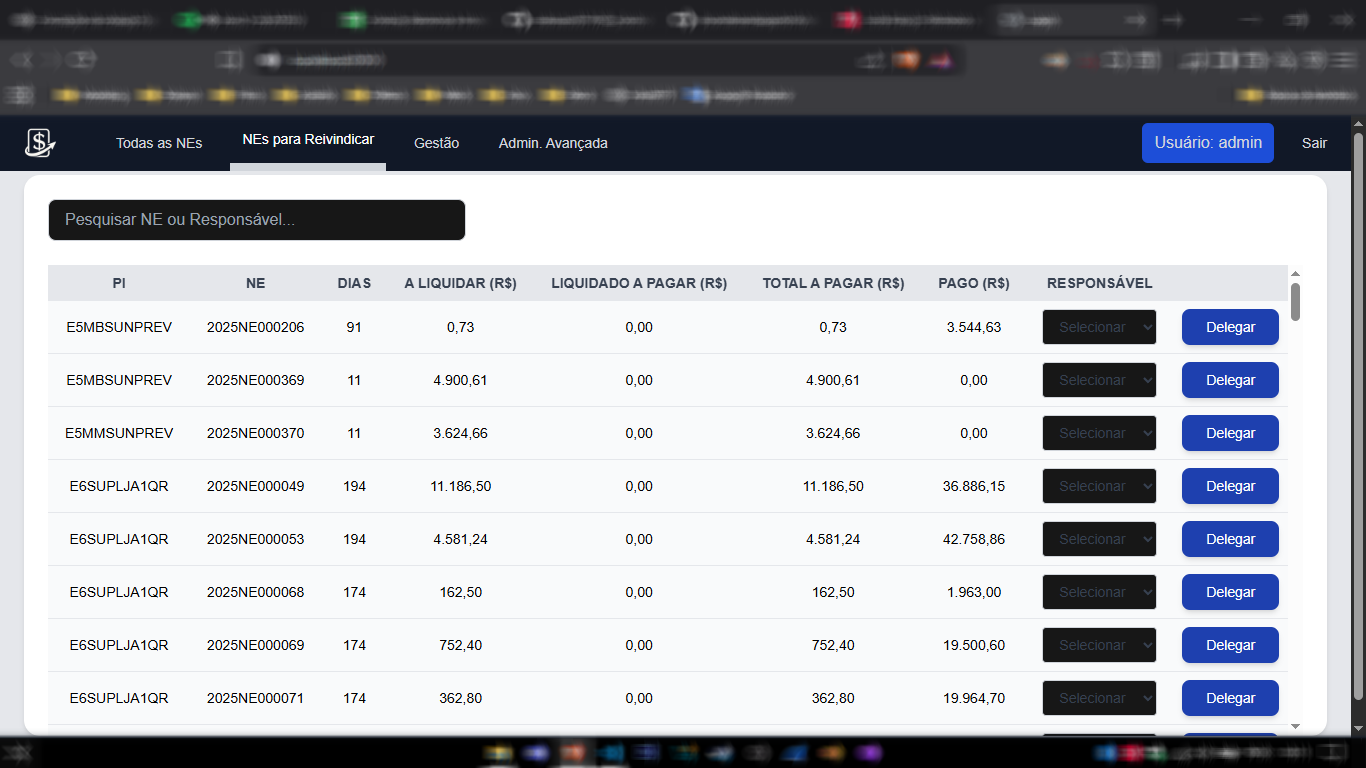 Todas as NEs NEs para Reivindicar Gestão Admin. Avançada Usuário: admin Sair
Pesquisar NE ou Responsável...
PI NE DIAS A LIQUIDAR (R$) LIQUIDADO A PAGAR (R$) TOTAL A PAGAR (R$) PAGO (R$) RESPONSÁVEL
E5MBSUNPREV 2025NE000206 91 0,73 0,00 0,73 3.544,63 Selecionar Delegar
E5MBSUNPREV 2025NE000369 11 4.900,61 0,00 4.900,61 0,00 Selecionar Delegar
E5MMSUNPREV 2025NE000370 11 3.624,66 0,00 3.624,66 0,00 Selecionar Delegar
E6SUPLJA1QR 2025NE000049 194 11.186,50 0,00 11.186,50 36.886,15 Selecionar Delegar
E6SUPLJA1QR 2025NE000053 194 4.581,24 0,00 4.581,24 42.758,86 Selecionar Delegar
E6SUPLJA1QR 2025NE000068 174 162,50 0,00 162,50 1.963,00 Selecionar Delegar
E6SUPLJA1QR 2025NE000069 174 752,40 0,00 752,40 19.500,60 Selecionar Delegar
E6SUPLJA1QR 2025NE000071 174 362,80 0,00 362,80 19.964,70 Selecionar Delegar